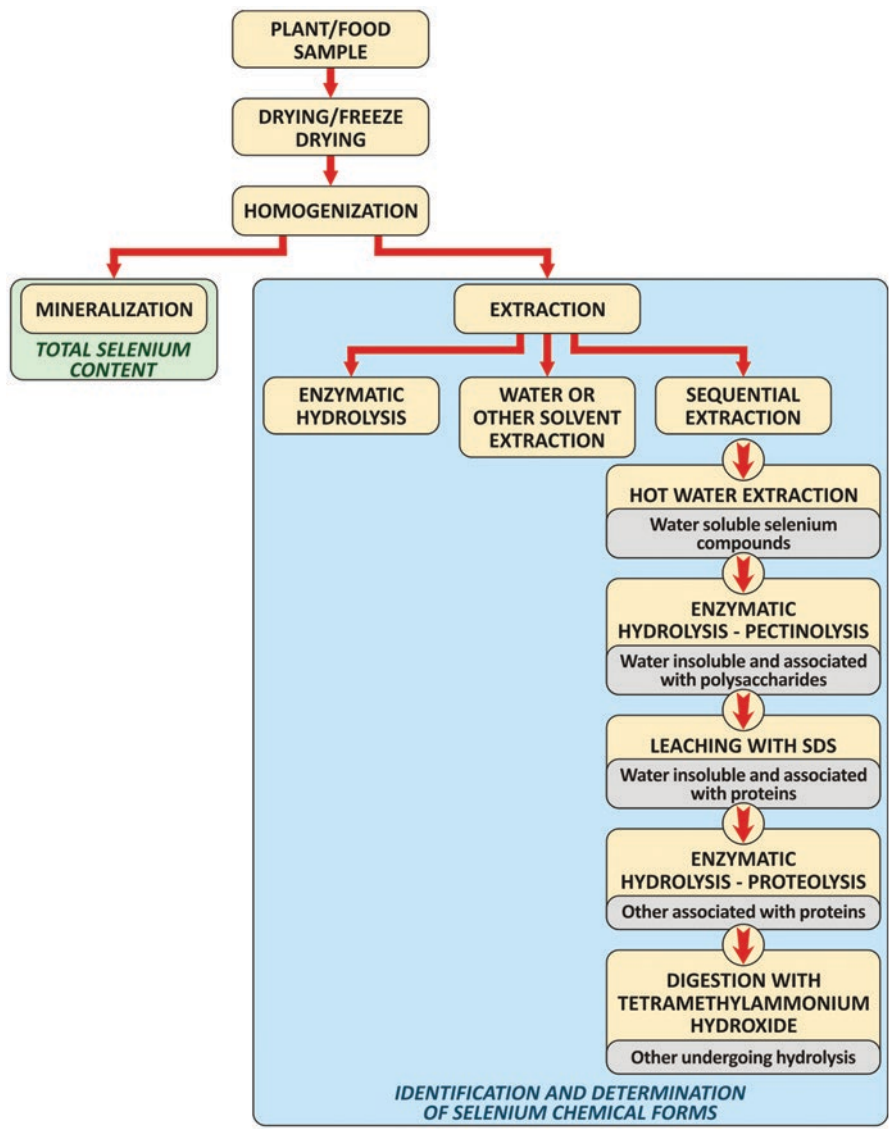 PLANT/FOOD
SAMPLE
DRYING/FREEZE
DRYING
HOMOGENIZATION
MINERALIZATION
TOTAL SELENIUM
CONTENT
EXTRACTION
ENZYMATIC
HYDROLYSIS
WATER OR
OTHER SOLVENT
EXTRACTION
SEQUENTIAL
EXTRACTION
HOT WATER EXTRACTION
Water soluble selenium
compounds
ENZYMATIC
HYDROLYSIS - PECTINOLYSIS
Water insoluble and associated
with polysaccharides
LEACHING WITH SDS
Water insoluble and associated
with proteins
ENZYMATIC
HYDROLYSIS - PROTEOLYSIS
Other associated with proteins
DIGESTION WITH
TETRAMETHYLAMMONIUM
HYDROXIDE
Other undergoing hydrolysis
IDENTIFICATION AND DETERMINATION
OF SELENIUM CHEMICAL FORMS